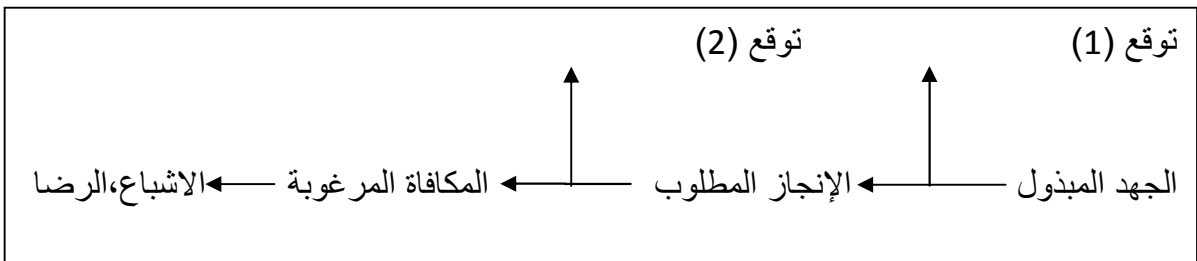 توقع (1) توقع (2)
الجهد المبذول الإنجاز المطلوب المكافاة المرغوبة الاشباع،الرضا